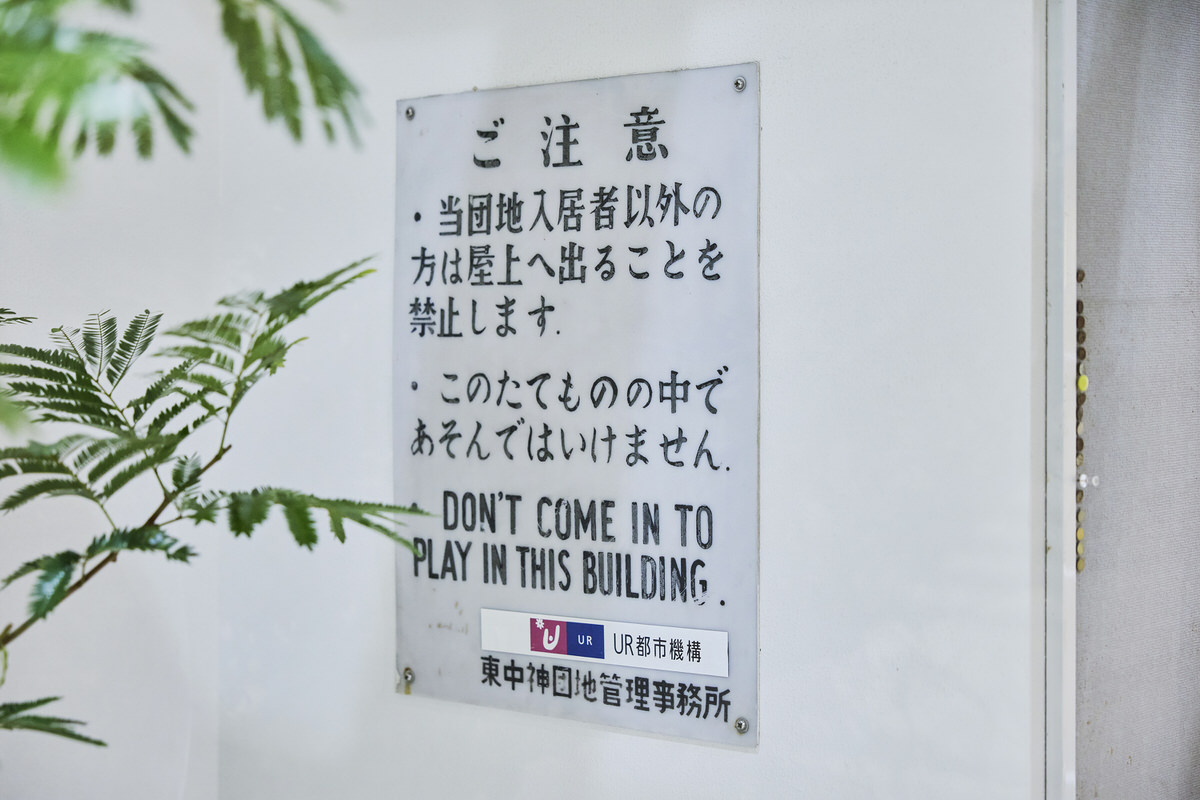 ご注意
・当団地入居者以外の
方は屋上へ出ることを
禁止します.
・このたてものの中で
あそんではいけません.
DON'T COME IN TO
PLAY IN THIS BUILDING.
UR UR都市機構
東中神団地管理事務所